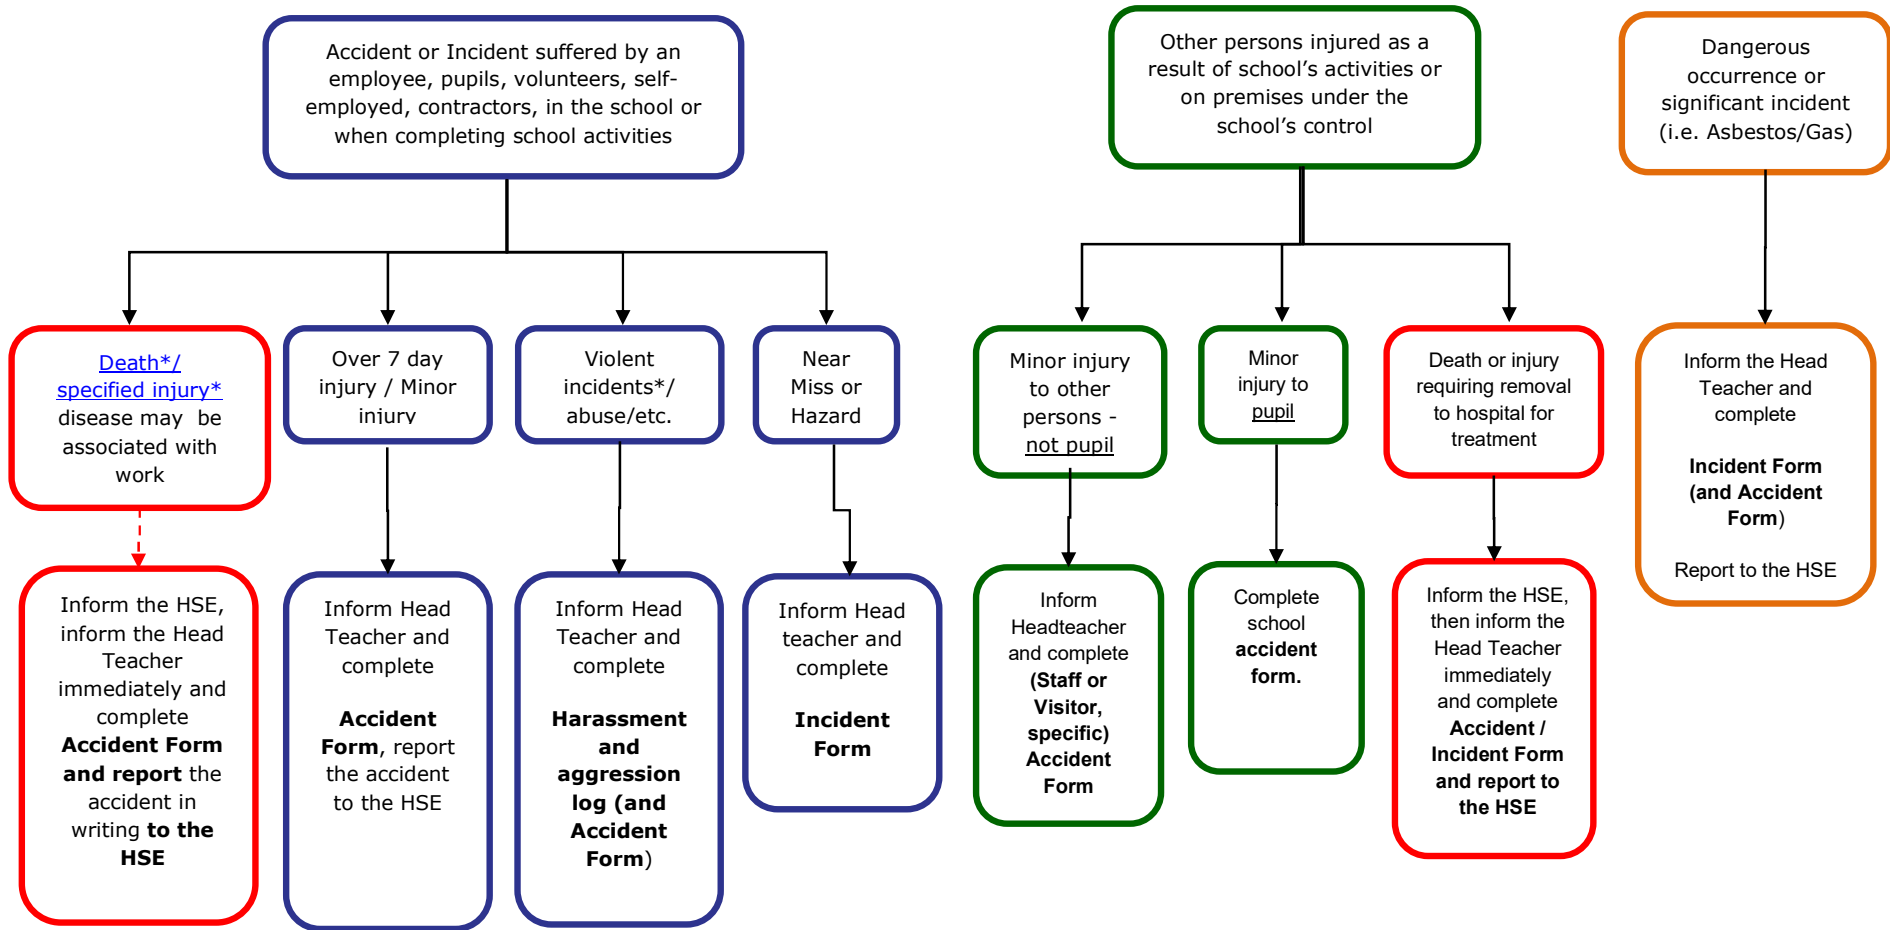 Accident or Incident suffered by an
employee, pupils, volunteers, self-
employed, contractors, in the school or
when completing school activities
Other persons injured as a
result of school’s activities or
on premises under the
school’s control
Dangerous
occurrence or
significant incident
(i.e. Asbestos/Gas)
Death*/
specified injury*
disease may  be
associated with
work
Over 7 day
injury / Minor
injury
Violent
incidents*/
abuse/etc.
Near
Miss or
Hazard
Minor injury
to other
persons -
not pupil
Minor
injury to
pupil
Death or injury
requiring removal
to hospital for
treatment
Inform the Head
Teacher and
complete
Incident Form
(and Accident
Form)
Report to the HSE
Inform the HSE,
inform the Head
Teacher
immediately and
complete
Accident Form
and report the
accident in
writing to the
HSE
Inform Head
Teacher and
complete
Accident
Form, report
the accident
to the HSE
Inform Head
Teacher and
complete
Harassment
and
aggression
log (and
Accident
Form)
Inform Head
teacher and
complete
Incident
Form
Inform
Headteacher
and complete
(Staff or
Visitor,
specific)
Accident
Form
Complete
school
accident
form.
Inform the HSE,
then inform the
Head Teacher
immediately
and complete
Accident /
Incident Form
and report to
the HSE